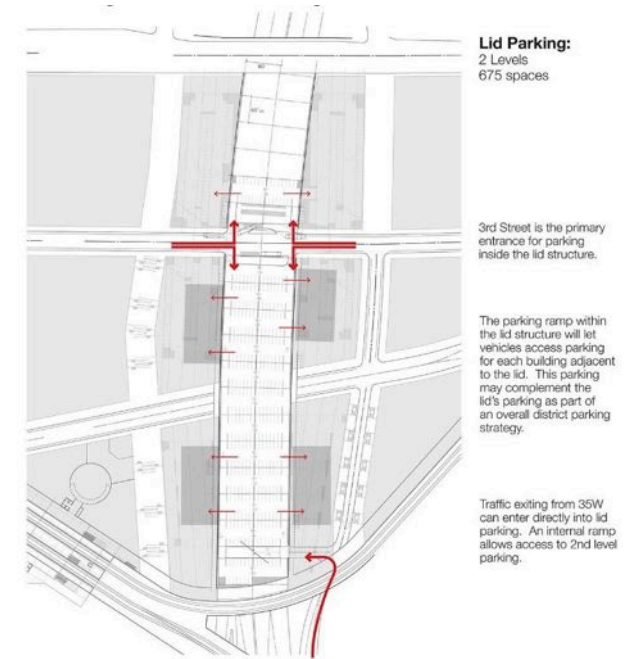 Lid Parking:
2 Levels
675 spaces
3rd Street is the primary
entrance for parking
inside the lid structure.
The parking ramp within
the lid structure will let
vehicles access parking
for each building adjacent
to the lid. This parking
may complement the
lid's parking as part of
an overall district parking
strategy.
Traffic exiting from 35W
can enter directly into lid
parking. An internal ramp
allows access to 2nd level
parking.